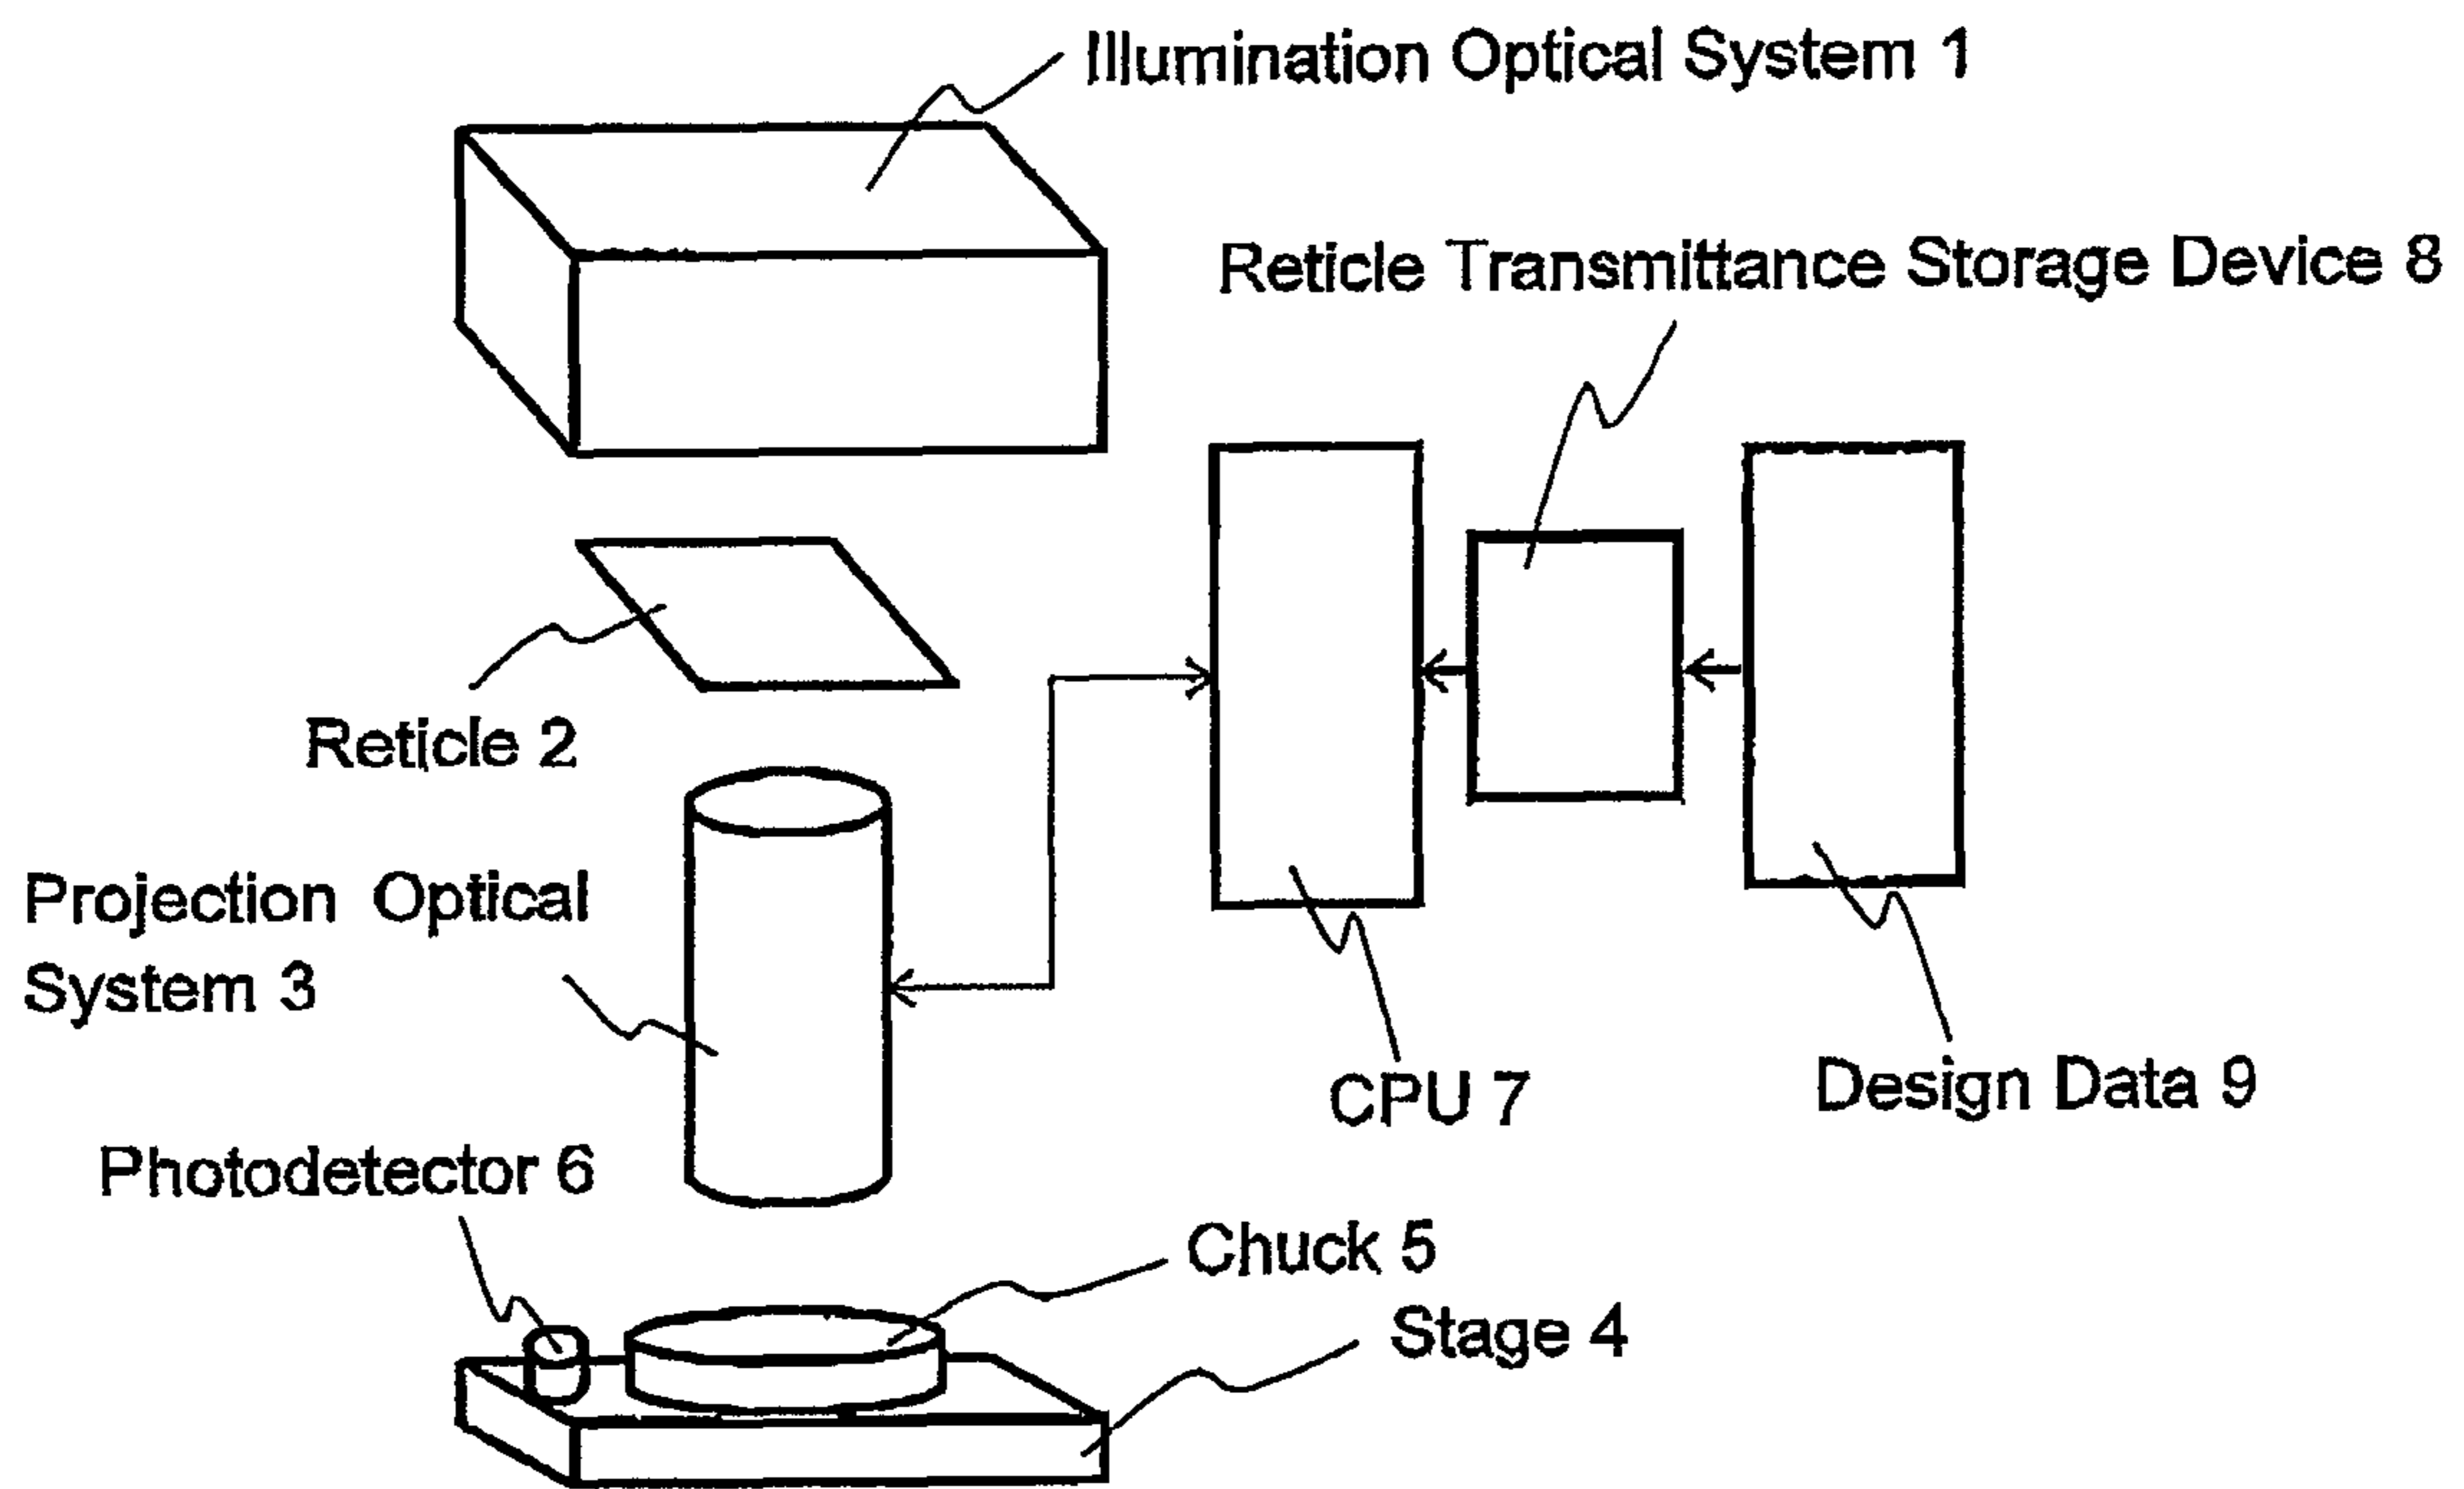 Illumination Optical System 1
Reticle Transmittance Storage Device 8
Reticle 2
Projection Optical
System 3
CPU 7
Design Data 9
Photodetector 6
Chuck 5
Stage 4